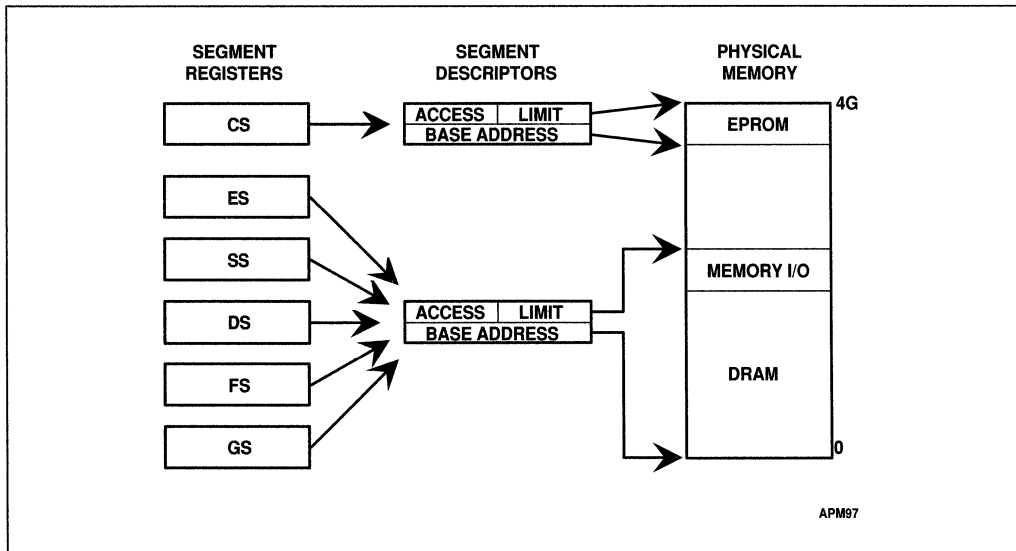 SEGMENT
REGISTERS
SEGMENT
DESCRIPTORS
PHYSICAL
MEMORY
CS
ES
SS
DS
FS
GS
ACCESS LIMIT
BASE ADDRESS
ACCESS LIMIT
BASE ADDRESS
4G
EPROM
MEMORY I/O
DRAM
0
APM97